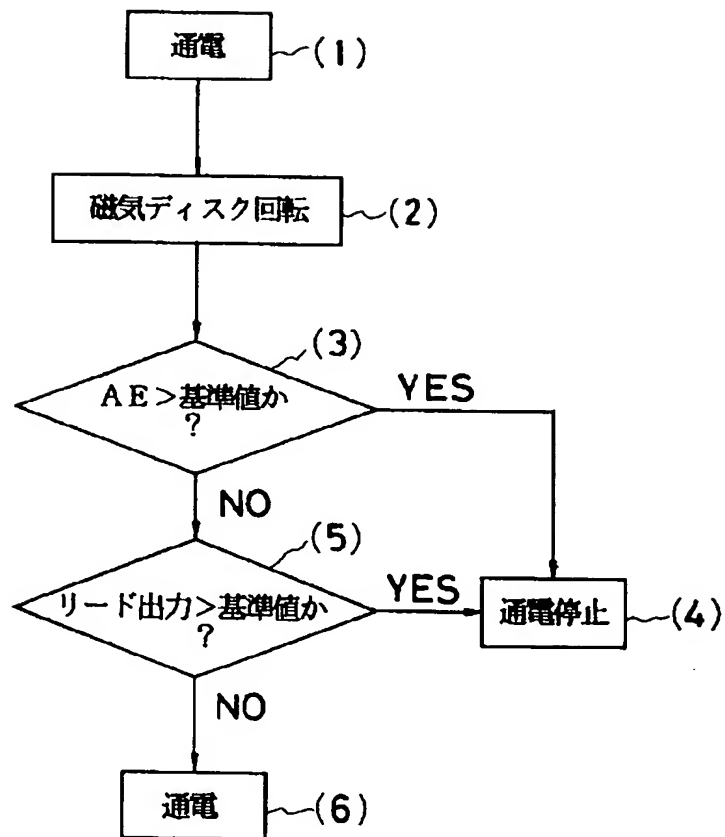 通電
(1)
磁気ディスク回転
(2)
(3)
AE>基準値か
?
YES
NO
(5)
リード出力>基準値か
?
YES
通電停止
(4)
NO
通電
(6)